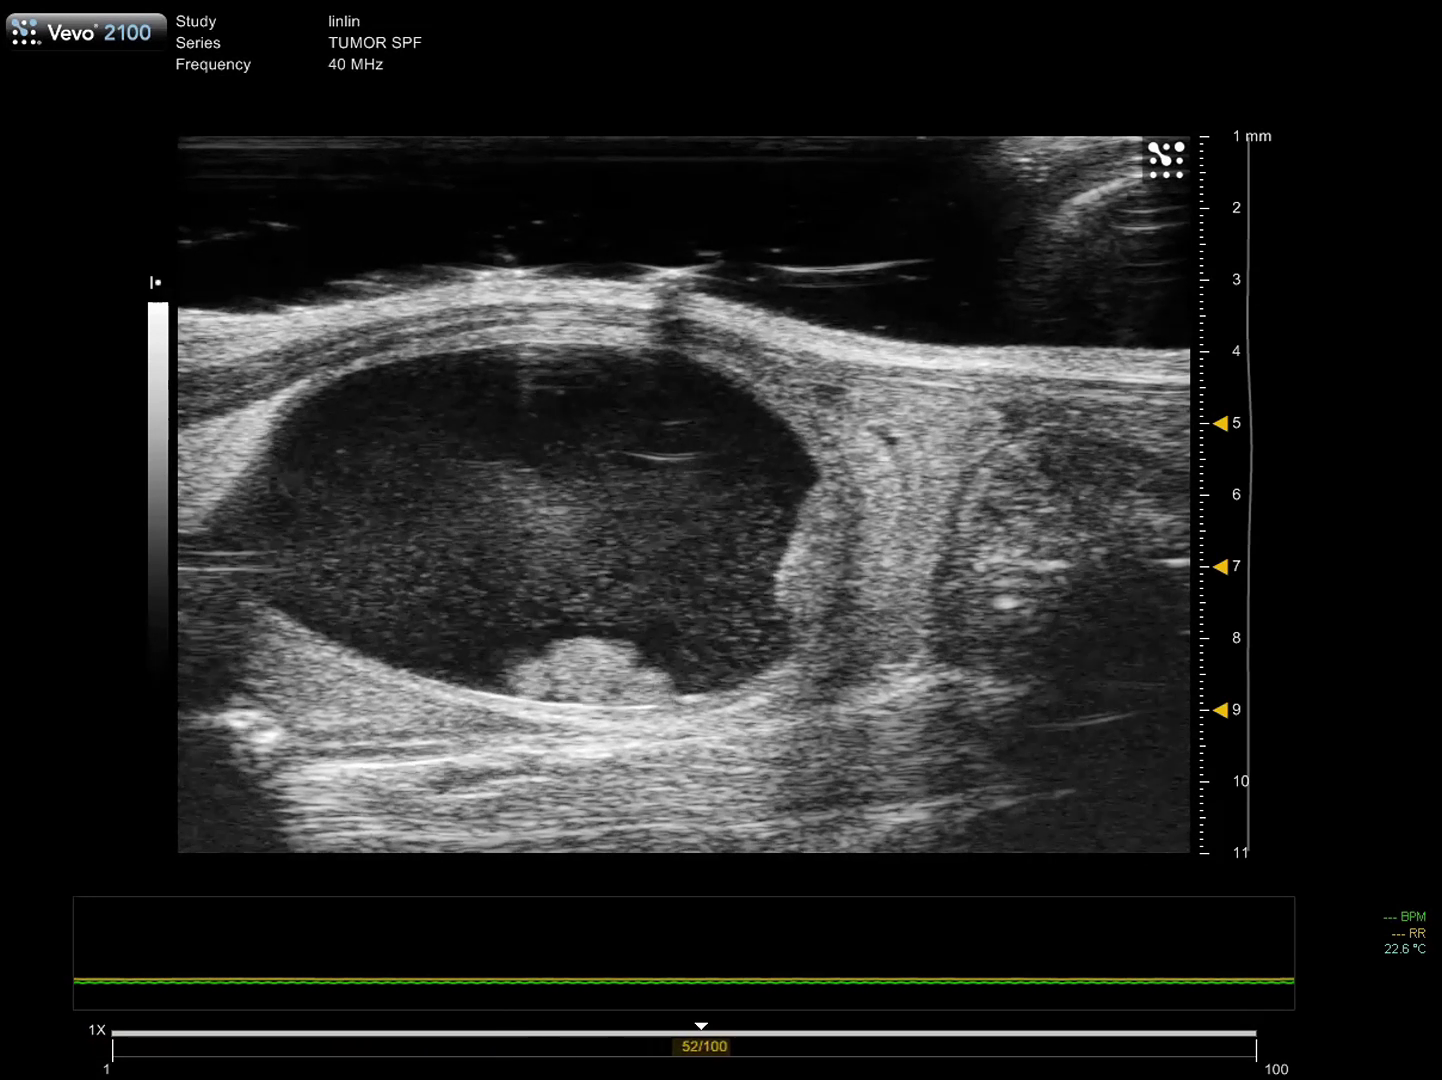 Vevo® 2100
Study linlin
Series TUMOR SPF
Frequency 40 MHz
1 mm
2
3
4
5
6
7
8
9
10
11
--- BPM
--- RR
22.6 °C
1X
52/100
1 100